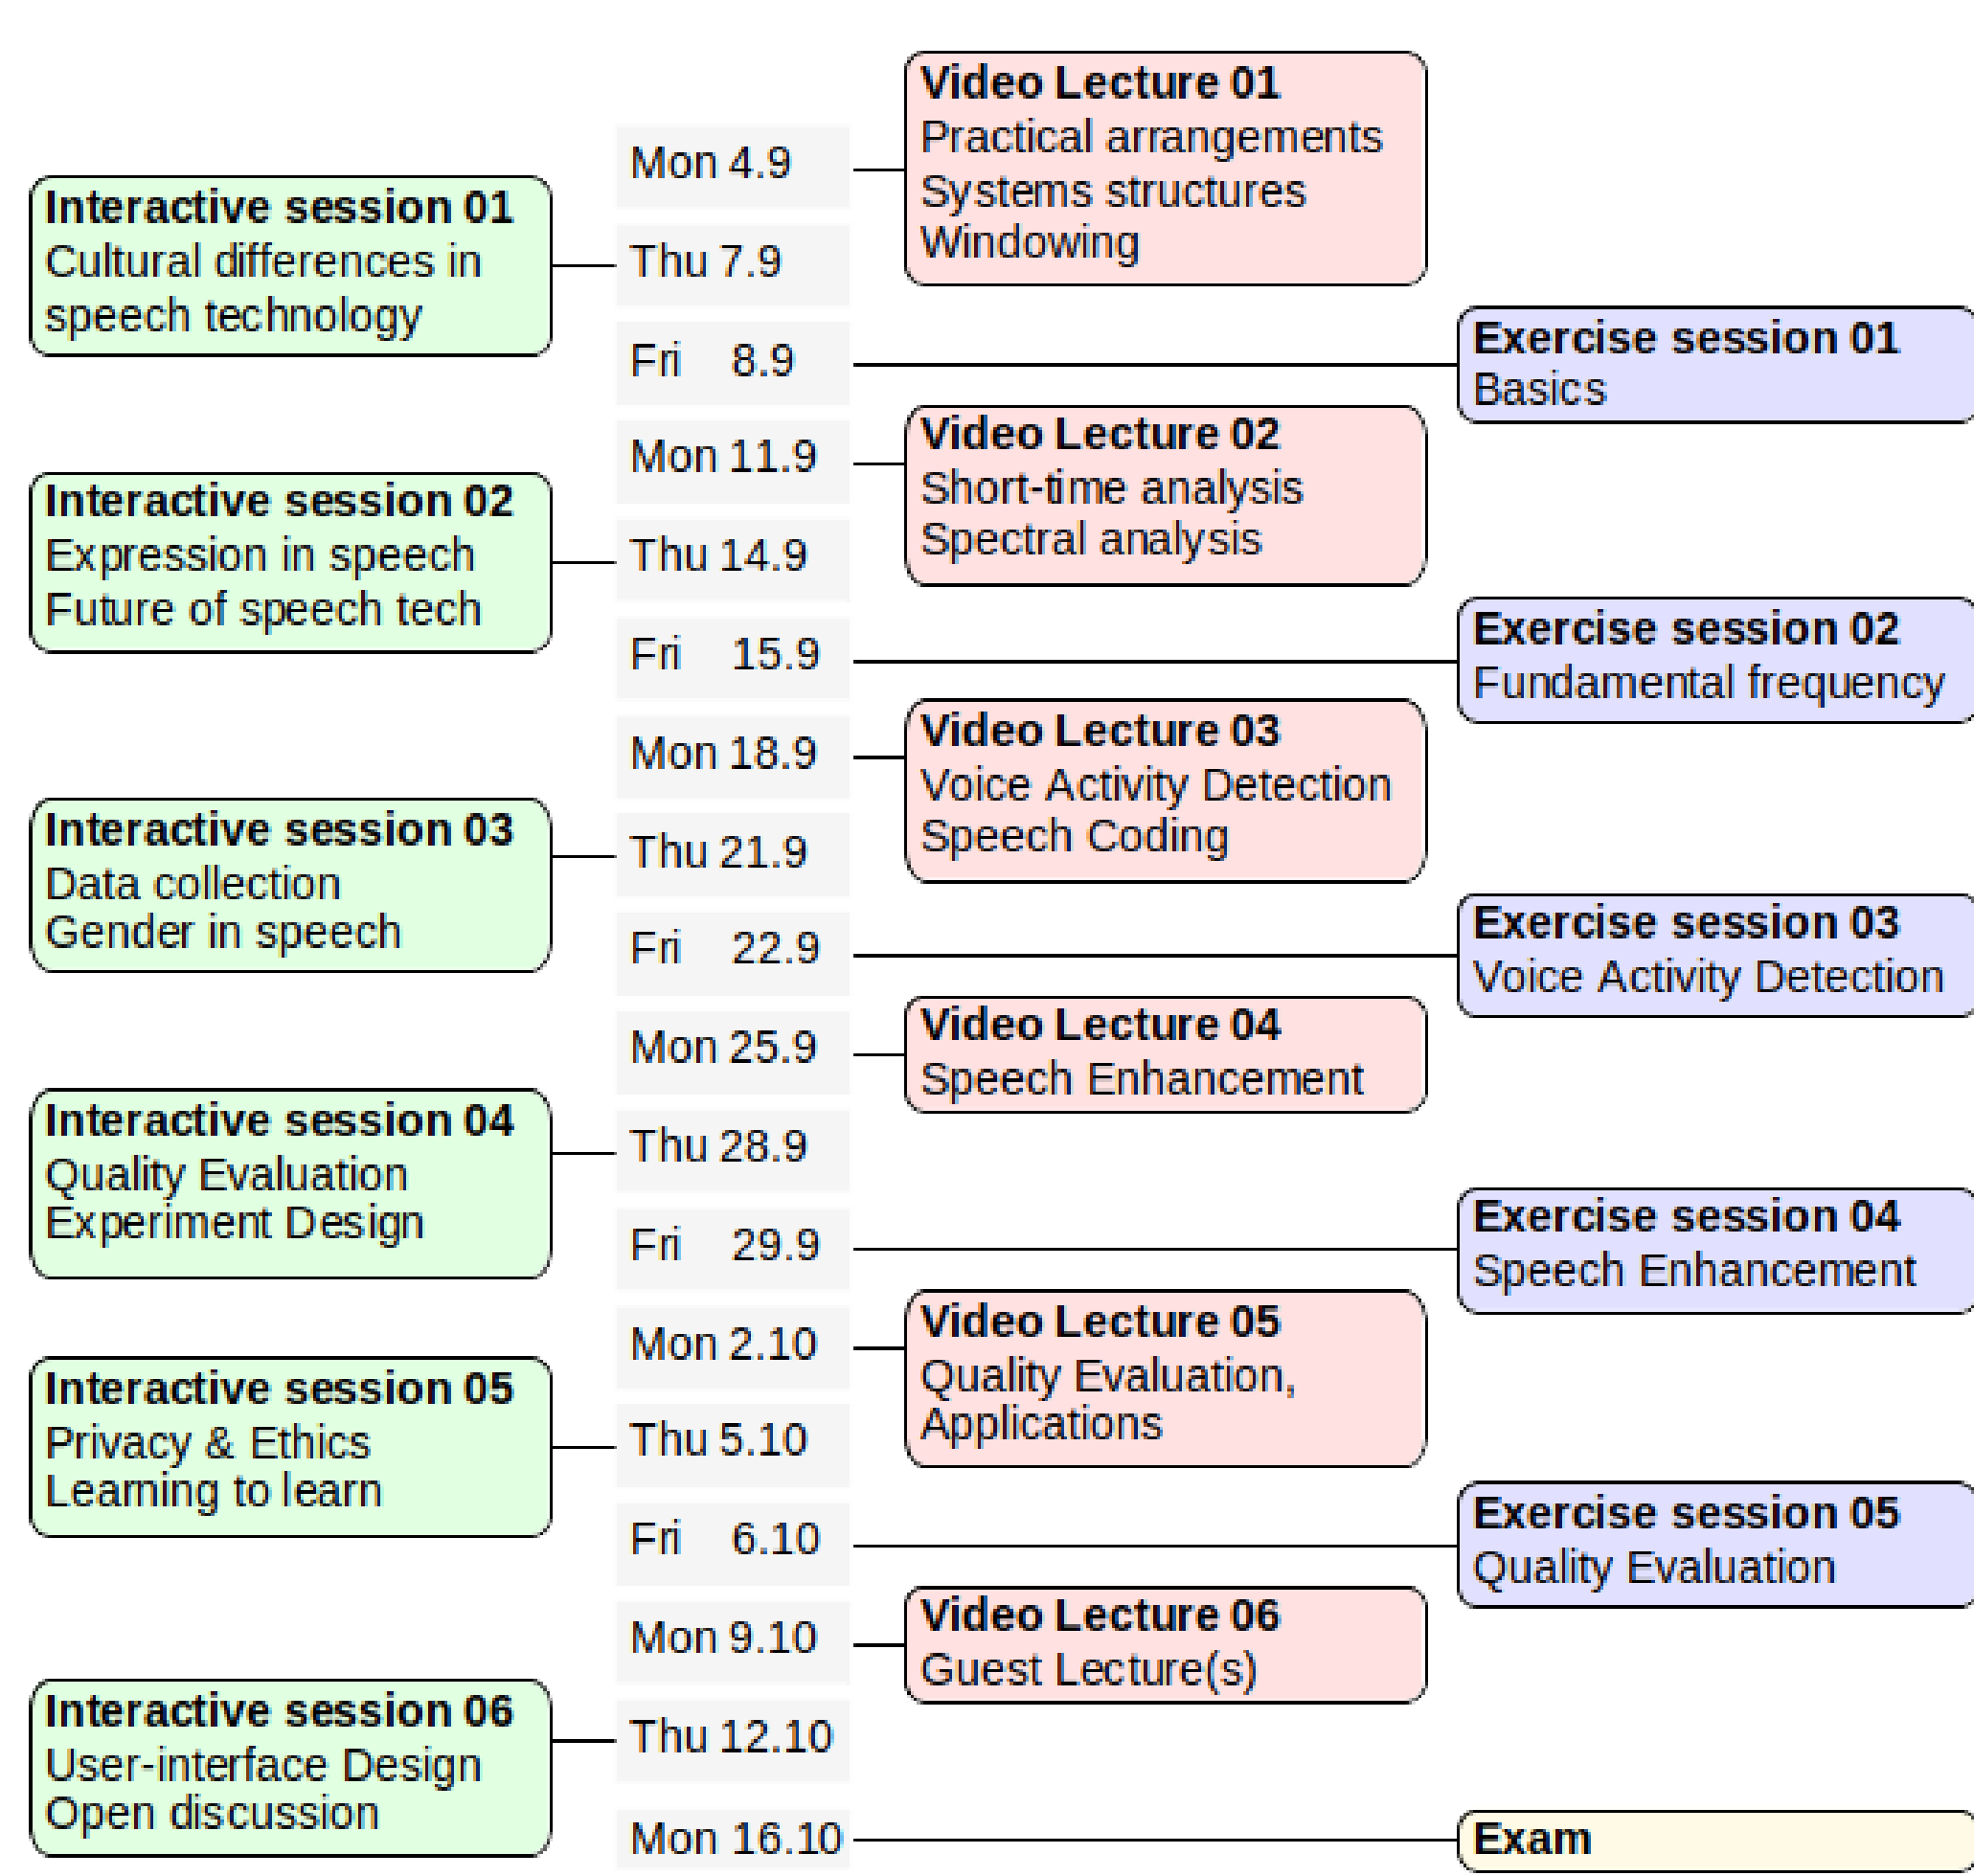 Video Lecture 01
Practical arrangements
Systems structures
Windowing
Mon 4.9
Interactive session 01
Cultural differences in
speech technology
Thu 7.9
Fri 8.9
Exercise session 01
Basics
Mon 11.9
Video Lecture 02
Short-time analysis
Spectral analysis
Interactive session 02
Expression in speech
Future of speech tech
Thu 14.9
Fri 15.9
Exercise session 02
Fundamental frequency
Mon 18.9
Video Lecture 03
Voice Activity Detection
Speech Coding
Interactive session 03
Data collection
Gender in speech
Thu 21.9
Fri 22.9
Exercise session 03
Voice Activity Detection
Mon 25.9
Video Lecture 04
Speech Enhancement
Interactive session 04
Quality Evaluation
Experiment Design
Thu 28.9
Fri 29.9
Exercise session 04
Speech Enhancement
Mon 2.10
Video Lecture 05
Quality Evaluation,
Applications
Interactive session 05
Privacy & Ethics
Learning to learn
Thu 5.10
Fri 6.10
Exercise session 05
Quality Evaluation
Mon 9.10
Video Lecture 06
Guest Lecture(s)
Interactive session 06
User-interface Design
Open discussion
Thu 12.10
Mon 16.10
Exam